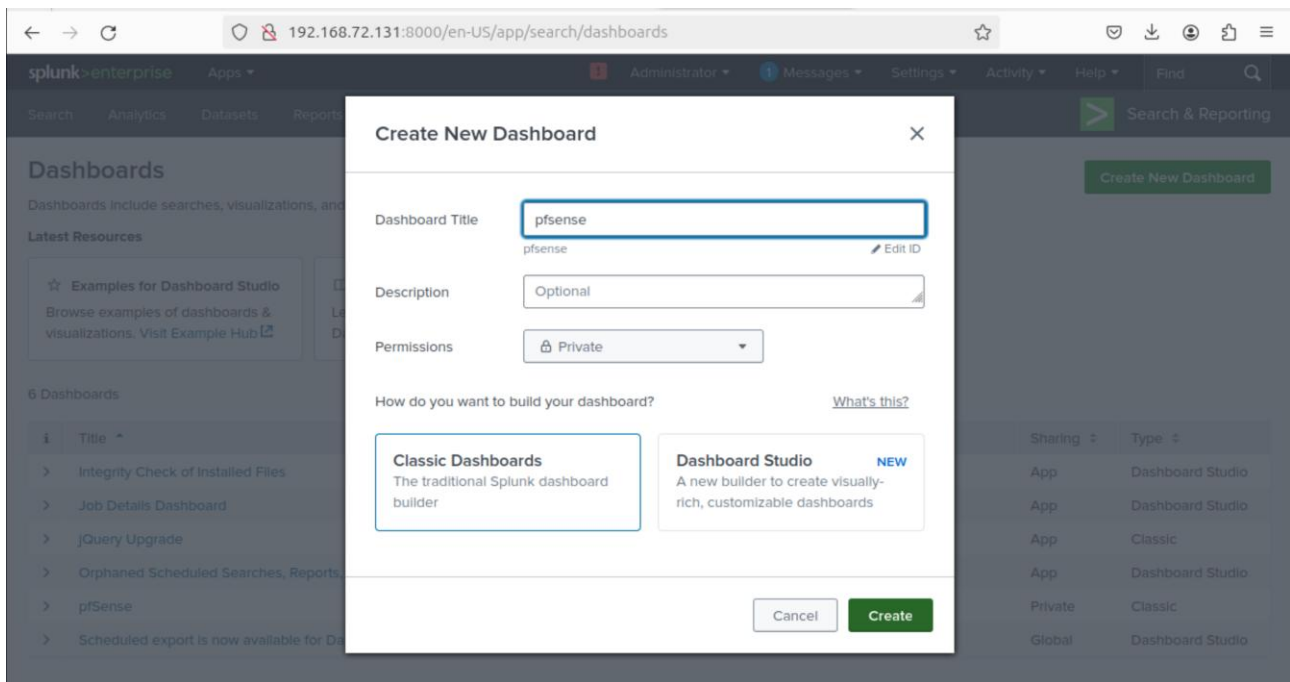 192.168.72.131:8000/en-US/app/search/dashboards
splunk>enterprise Apps Administrator 1 Messages Settings Activity Help Find
Search Analytics Datasets Reports Search & Reporting
Dashboards
Create New Dashboard
Dashboards include searches, visualizations, and
Latest Resources
Examples for Dashboard Studio
Browse examples of dashboards &
visualizations. Visit Example Hub
6 Dashboards
i Title Sharing Type
Integrity Check of Installed Files App Dashboard Studio
Job Details Dashboard App Dashboard Studio
jQuery Upgrade App Classic
Orphaned Scheduled Searches, Reports, App Dashboard Studio
pfSense Private Classic
Scheduled export is now available for Da Global Dashboard Studio
Create New Dashboard
Dashboard Title pfsense
pfsense Edit ID
Description Optional
Permissions Private
How do you want to build your dashboard? What's this?
Classic Dashboards
The traditional Splunk dashboard
builder
Dashboard Studio NEW
A new builder to create visually-
rich, customizable dashboards
Cancel Create